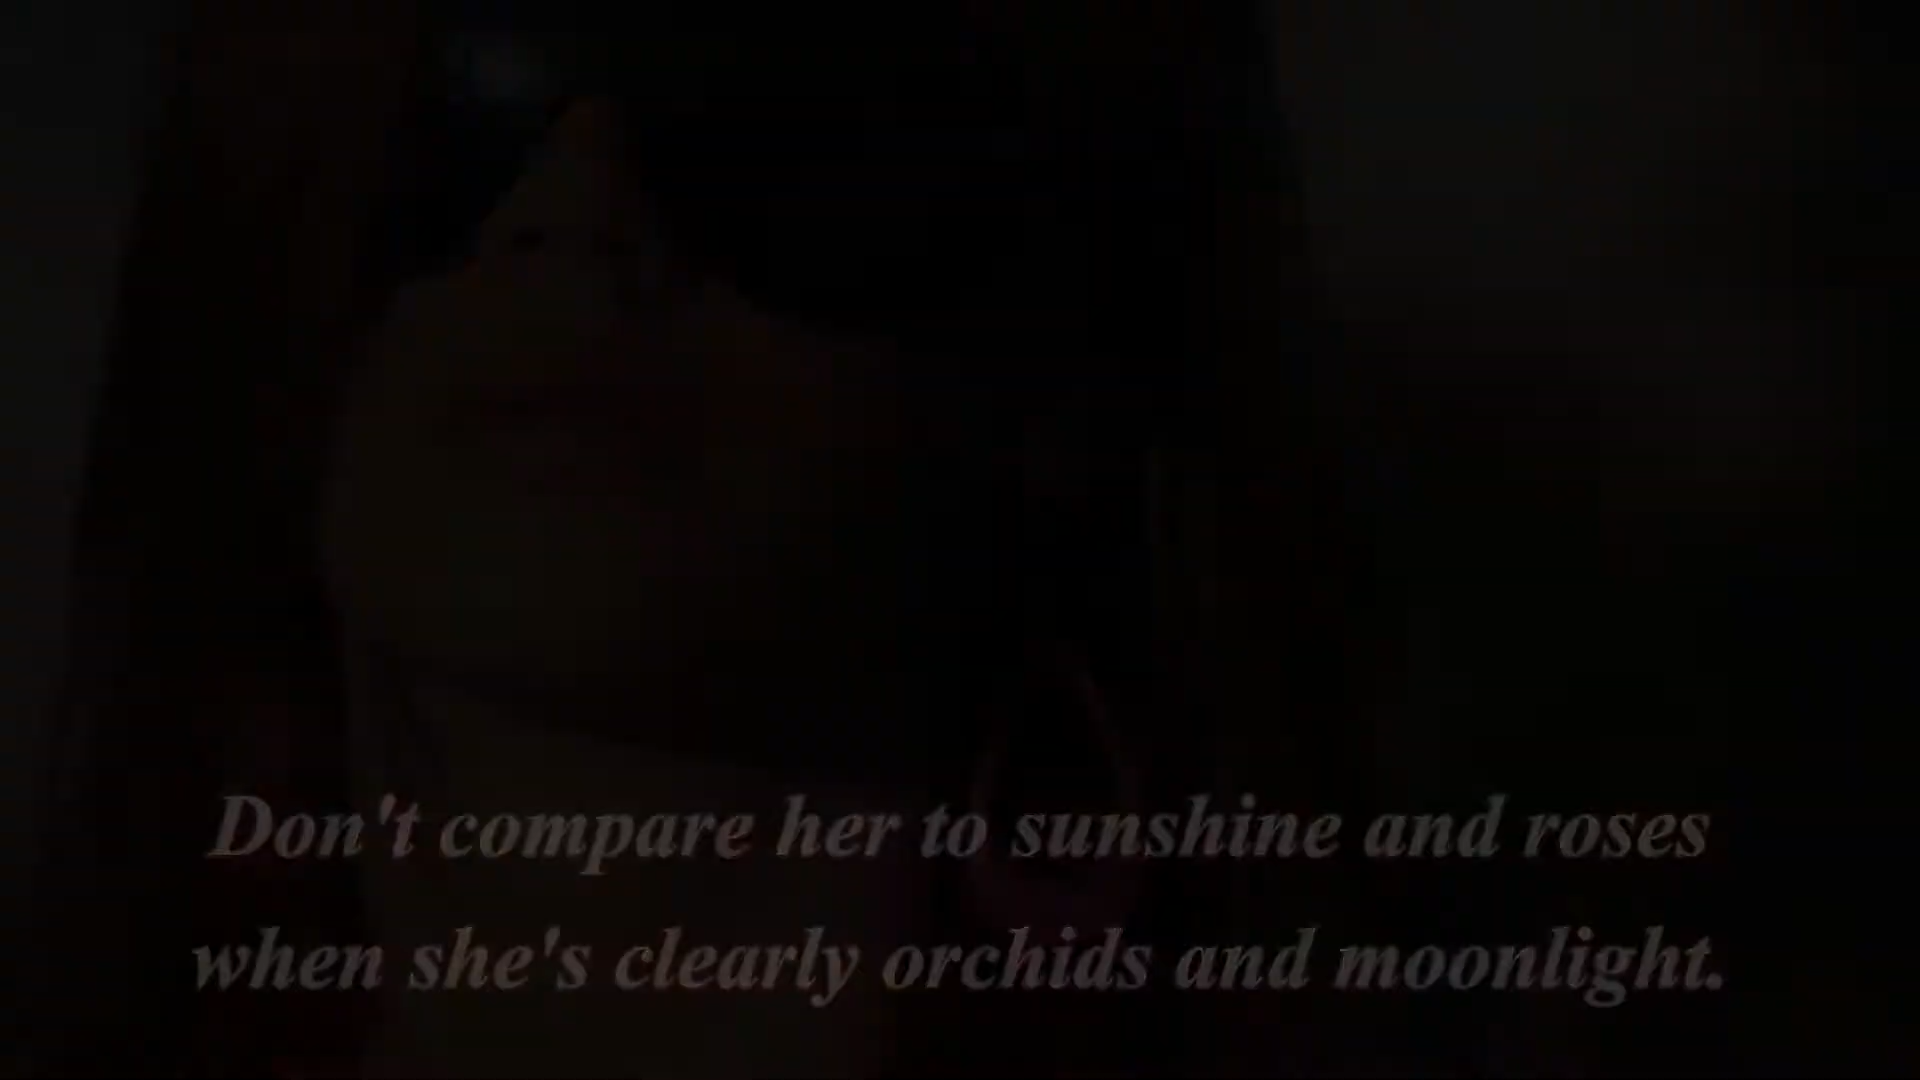 Don't compare her to sunshine and roses
when she's clearly orchids and moonlight.